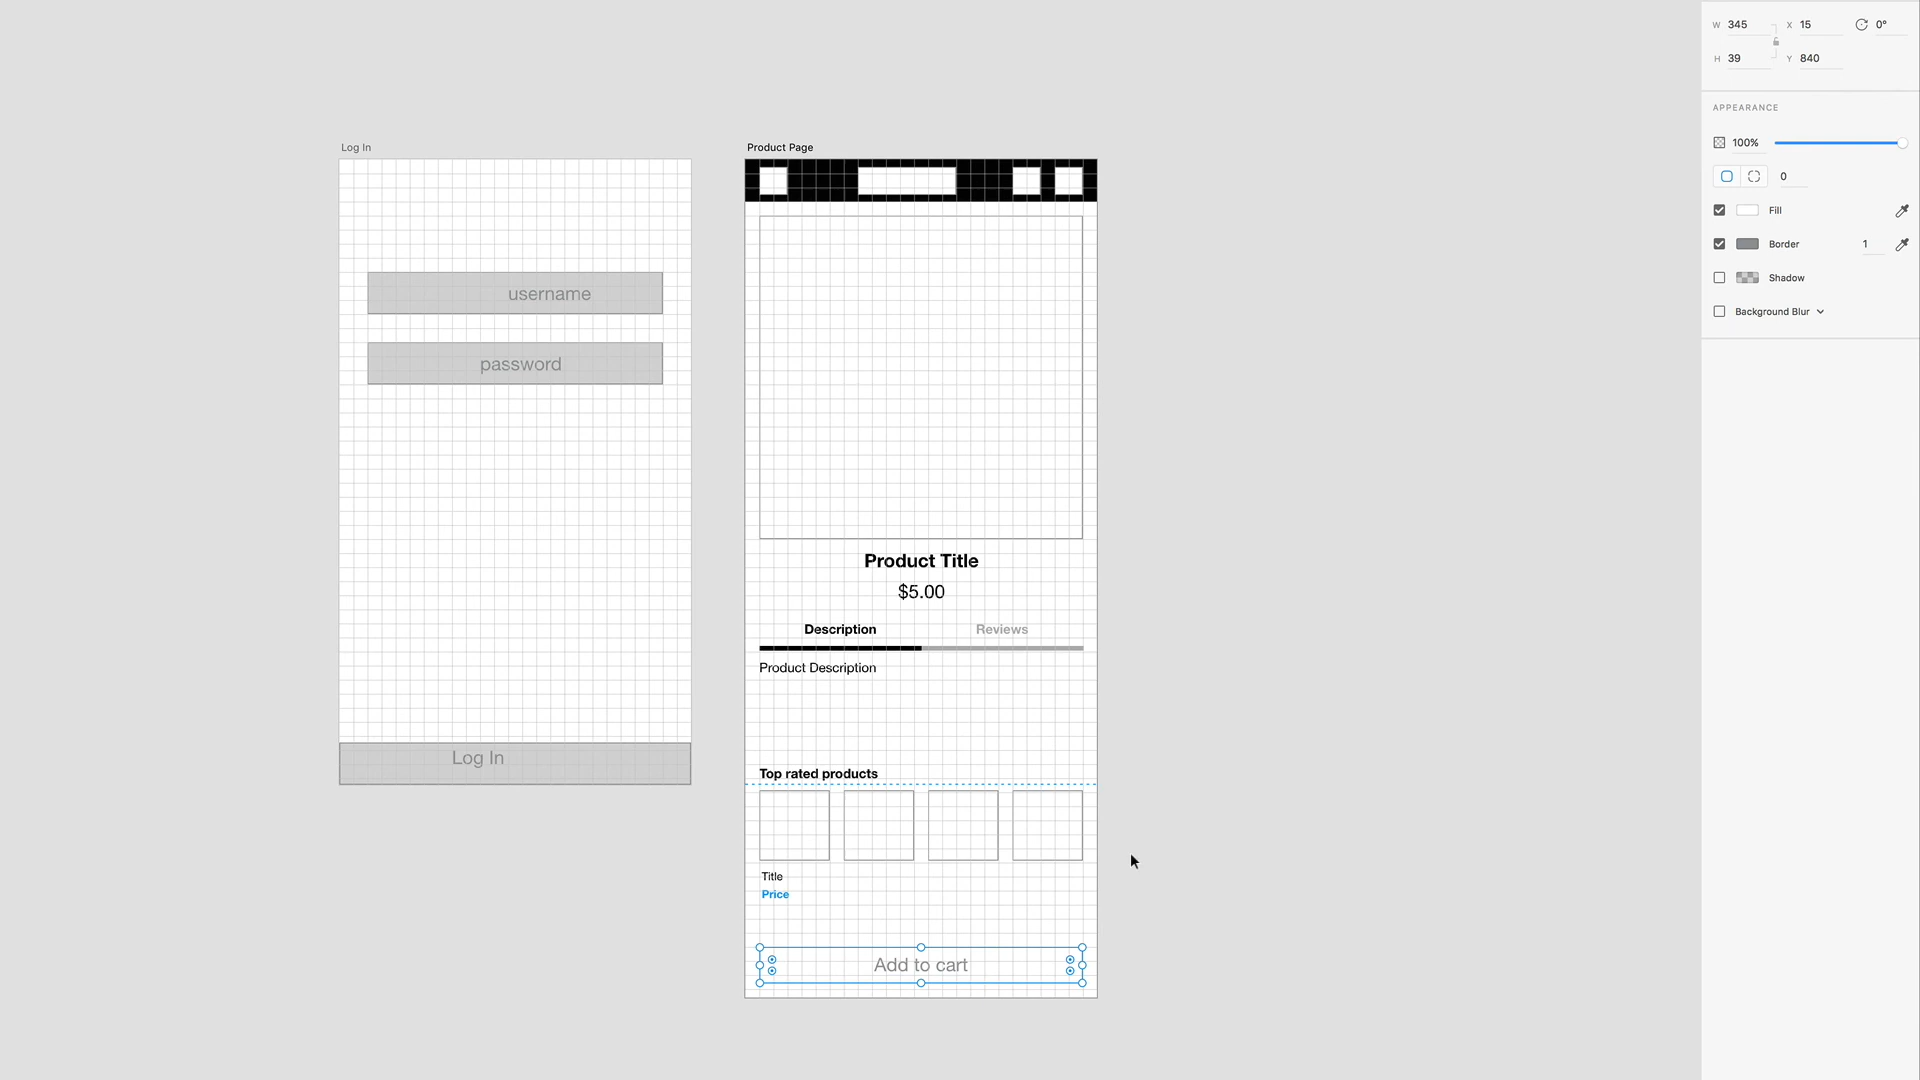 W 345 X 15 0°
H 39 Y 840
APPEARANCE
100%
0
Fill
Border 1
Shadow
Background Blur
Log In
username
password
Log In
Product Page
Product Title
$5.00
Description Reviews
Product Description
Top rated products
Title
Price
Add to cart